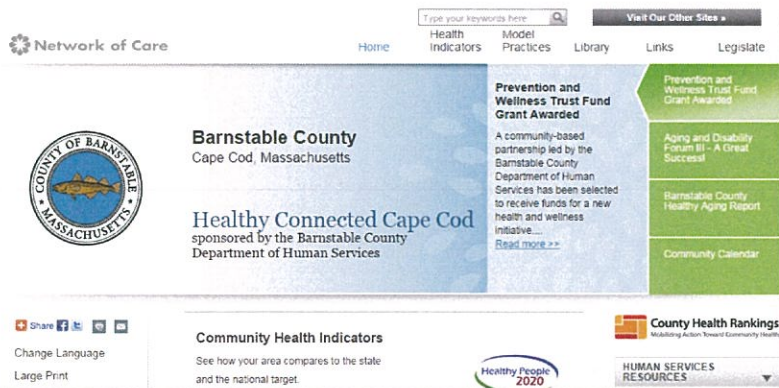 Type your keywords here
Visit Our Other Sites »
Network of Care
Home
Health Indicators
Model Practices
Library
Links
Legislate
COUNTY OF BARNSTABLE
MASSACHUSETTS
Barnstable County
Cape Cod, Massachusetts
Healthy Connected Cape Cod
sponsored by the Barnstable County
Department of Human Services
Prevention and
Wellness Trust Fund
Grant Awarded
A community-based
partnership led by the
Barnstable County
Department of Human
Services has been selected
to receive funds for a new
health and wellness
initiative....
Read more >>
Prevention and
Wellness Trust Fund
Grant Awarded
Aging and Disability
Forum III - A Great
Success!
Barnstable County
Healthy Aging Report
Community Calendar
Share
Change Language
Large Print
Community Health Indicators
See how your area compares to the state
and the national target.
Healthy People
2020
County Health Rankings
Mobilizing Action Toward Community Health
HUMAN SERVICES
RESOURCES